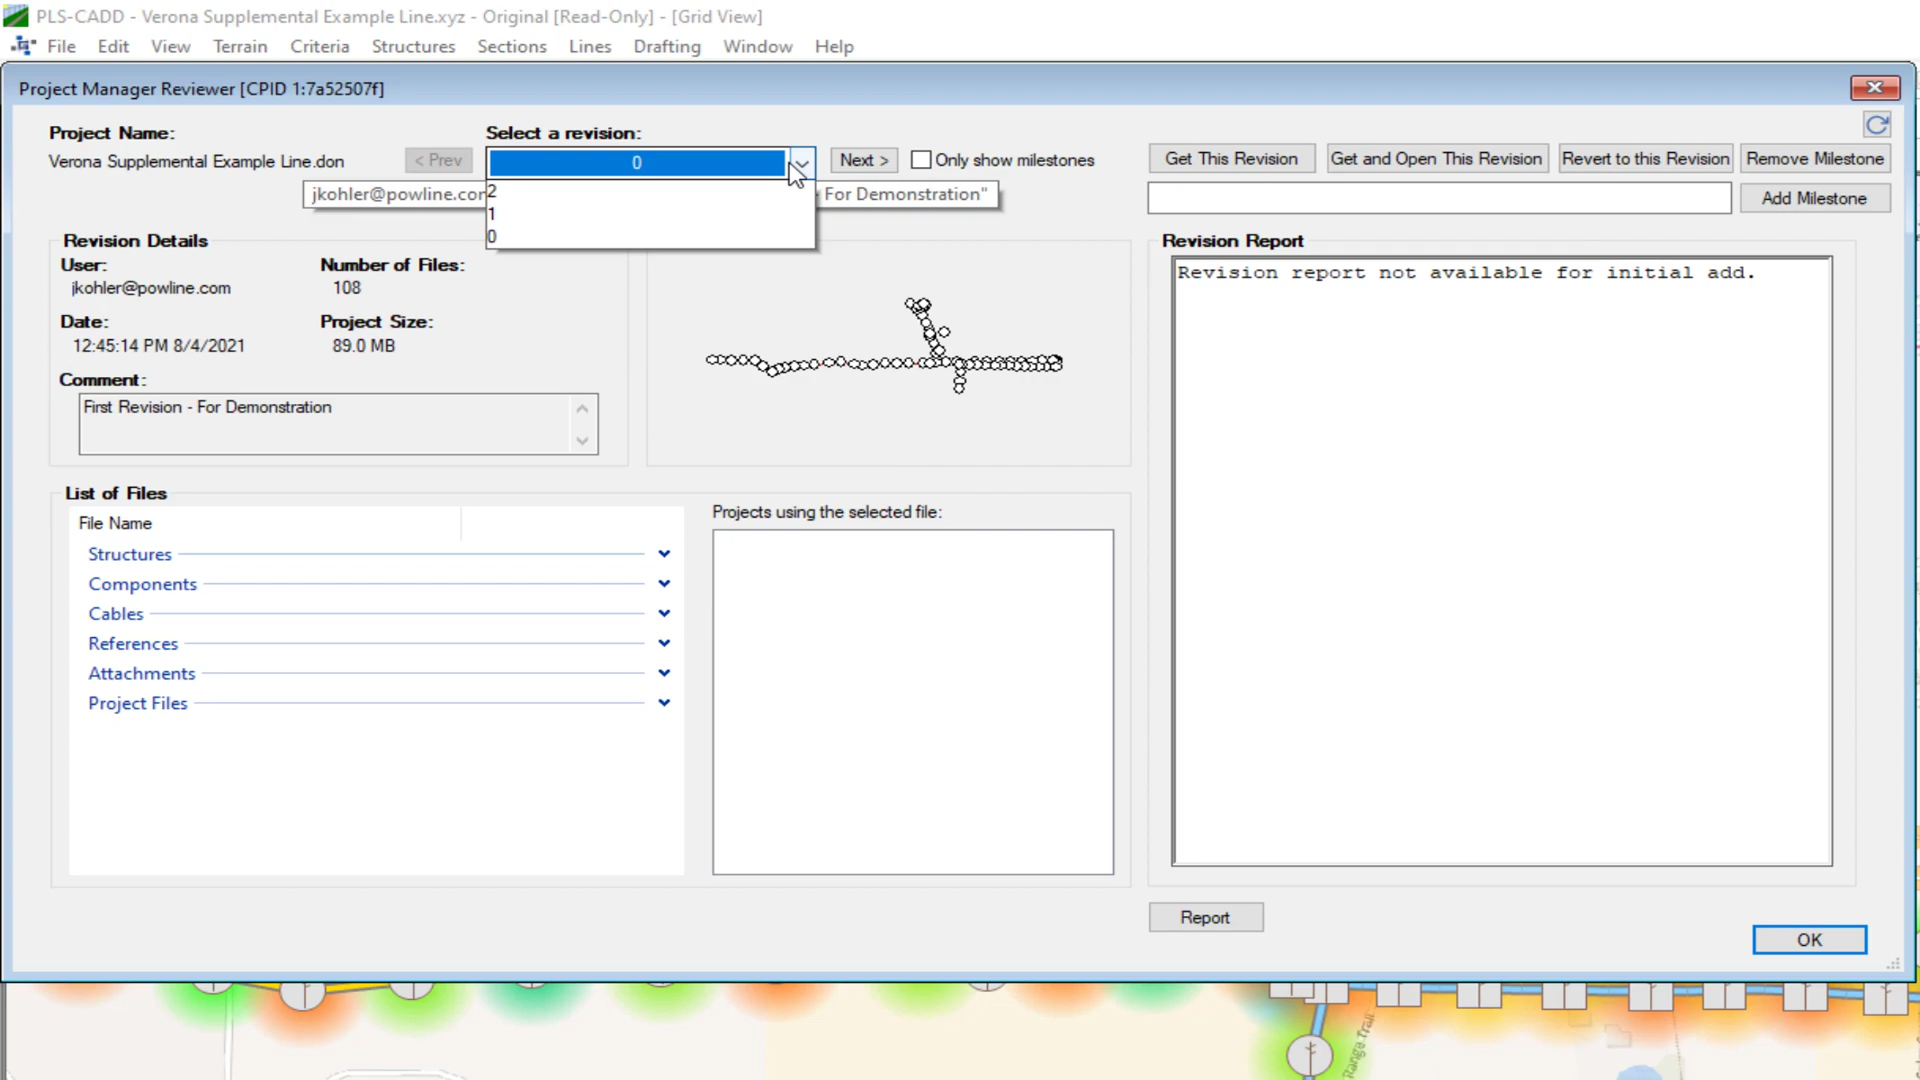 PLS-CADD - Verona Supplemental Example Line.xyz - Original [Read-Only] - [Grid View]
File Edit View Terrain Criteria Structures Sections Lines Drafting Window Help
Project Manager Reviewer [CPID 1:7a52507f]
Project Name:
Select a revision:
Verona Supplemental Example Line.don
< Prev
0
Next >
Only show milestones
Get This Revision
Get and Open This Revision
Revert to this Revision
Remove Milestone
jkohler@powline.com
For Demonstration"
Add Milestone
2
1
0
Revision Details
User:
jkohler@powline.com
Number of Files:
108
Date:
12:45:14 PM 8/4/2021
Project Size:
89.0 MB
Comment:
First Revision - For Demonstration
Revision Report
Revision report not available for initial add.
List of Files
File Name
Structures
Components
Cables
References
Attachments
Project Files
Projects using the selected file:
Report
OK
Range Trail